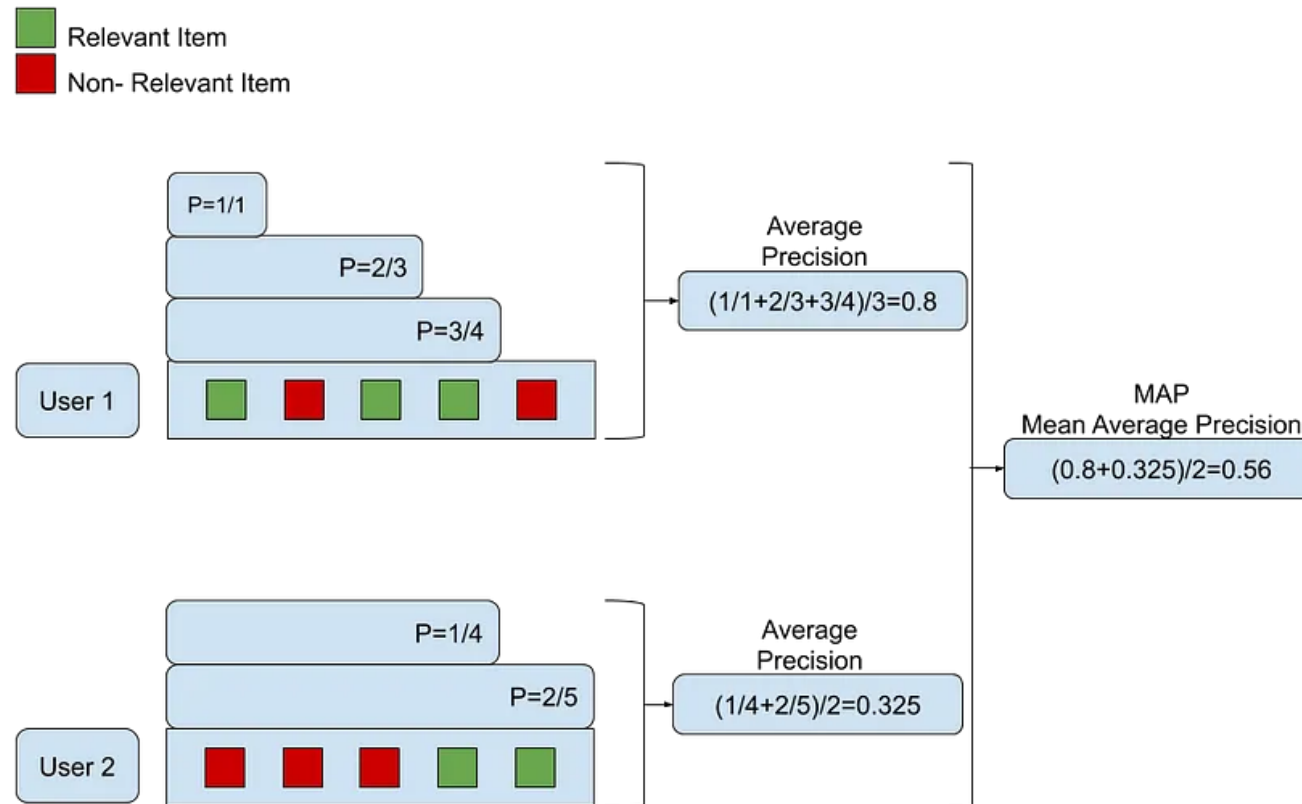 Relevant Item
Non- Relevant Item
P=1/1
P=2/3
P=3/4
User 1
Average
Precision
(1/1+2/3+3/4)/3=0.8
MAP
Mean Average Precision
(0.8+0.325)/2=0.56
P=1/4
P=2/5
User 2
Average
Precision
(1/4+2/5)/2=0.325